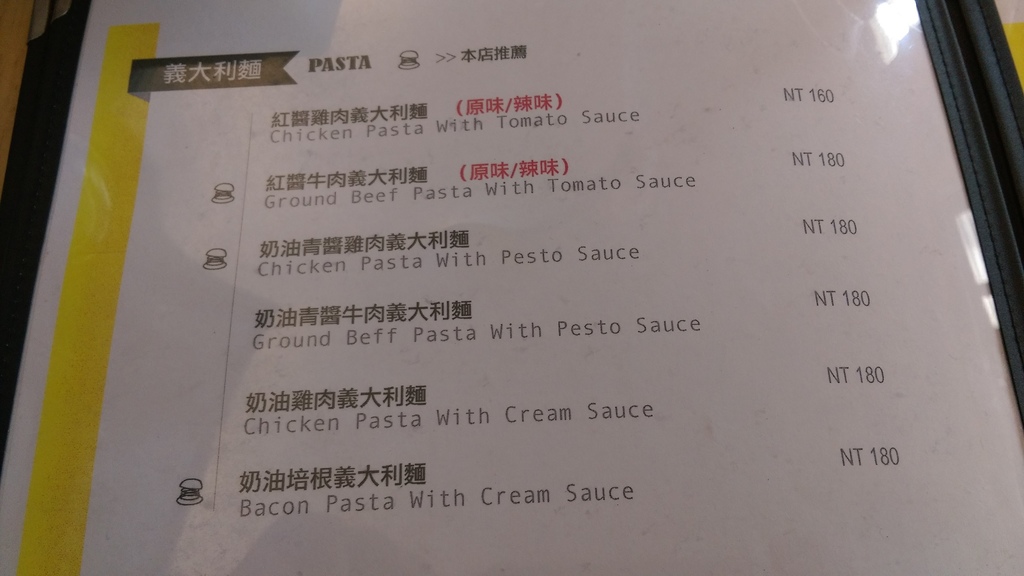 義大利麵 PASTA >> 本店推薦
紅醬雞肉義大利麵 (原味/辣味) NT 160
Chicken Pasta With Tomato Sauce
紅醬牛肉義大利麵 (原味/辣味) NT 180
Ground Beef Pasta With Tomato Sauce
奶油青醬雞肉義大利麵 NT 180
Chicken Pasta With Pesto Sauce
奶油青醬牛肉義大利麵 NT 180
Ground Beff Pasta With Pesto Sauce
奶油雞肉義大利麵 NT 180
Chicken Pasta With Cream Sauce
奶油培根義大利麵 NT 180
Bacon Pasta With Cream Sauce